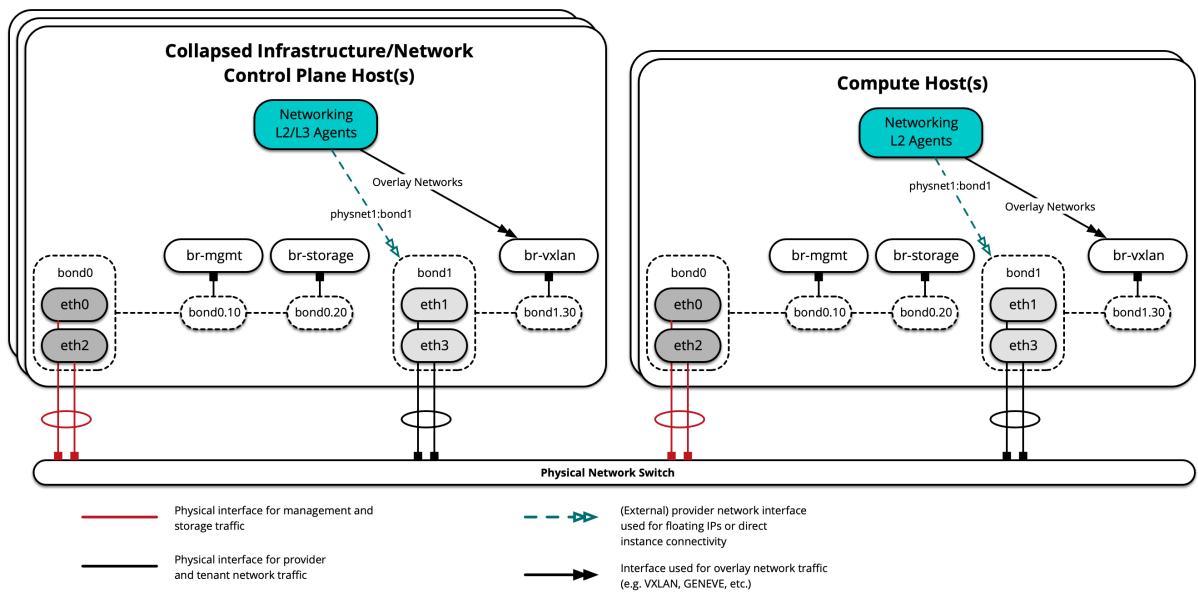 Collapsed Infrastructure/Network
Control Plane Host(s)
Networking
L2/L3 Agents
Overlay Networks
physnet1:bond1
br-mgmt
br-storage
br-vxlan
bond0
eth0
eth2
bond0.10
bond0.20
bond1
eth1
eth3
bond1.30
Compute Host(s)
Networking
L2 Agents
physnet1:bond1
Overlay Networks
br-mgmt
br-storage
br-vxlan
bond0
eth0
eth2
bond0.10
bond0.20
bond1
eth1
eth3
bond1.30
Physical Network Switch
Physical interface for management and
storage traffic
Physical interface for provider
and tenant network traffic
(External) provider network interface
used for floating IPs or direct
instance connectivity
Interface used for overlay network traffic
(e.g. VXLAN, GENEVE, etc.)